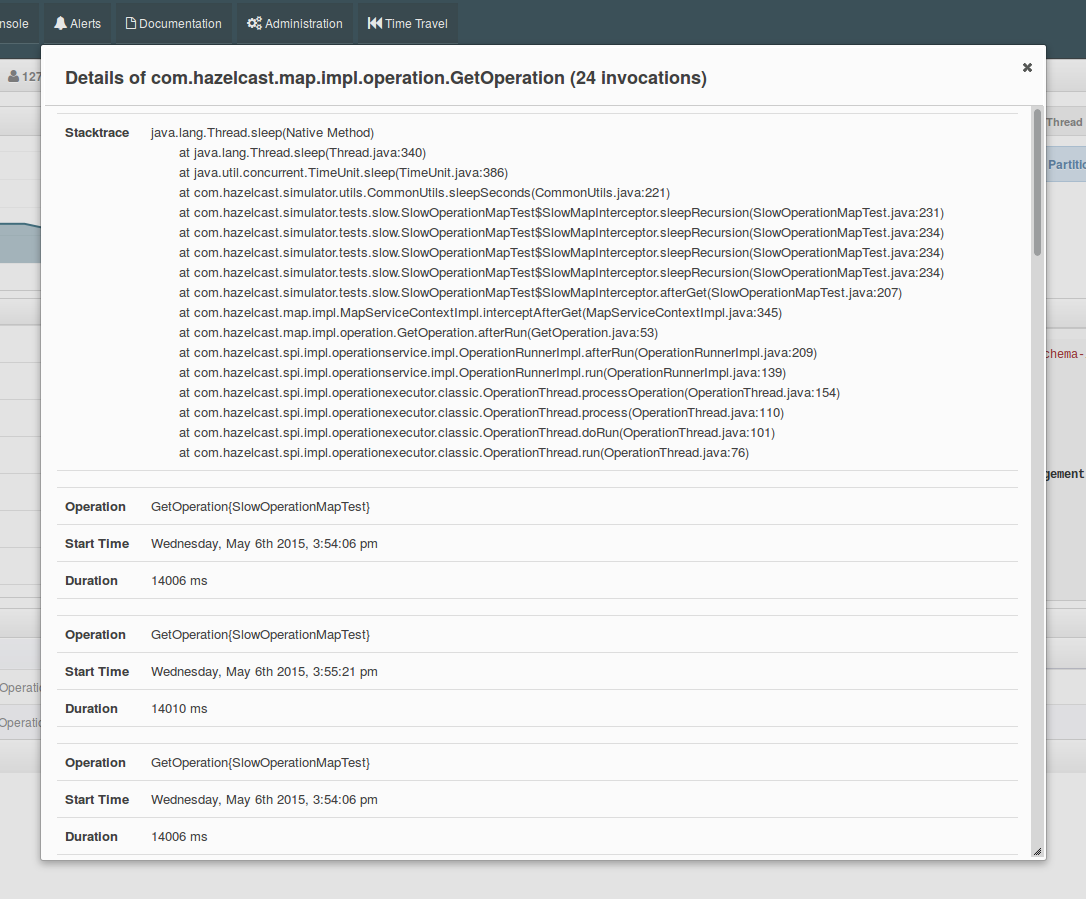 nsole Alerts Documentation Administration Time Travel
127
Details of com.hazelcast.map.impl.operation.GetOperation (24 invocations)
Thread
Stacktrace java.lang.Thread.sleep(Native Method)
at java.lang.Thread.sleep(Thread.java:340)
Partitio
at java.util.concurrent.TimeUnit.sleep(TimeUnit.java:386)
at com.hazelcast.simulator.utils.CommonUtils.sleepSeconds(CommonUtils.java:221)
at com.hazelcast.simulator.tests.slow.SlowOperationMapTest$SlowMapInterceptor.sleepRecursion(SlowOperationMapTest.java:231)
at com.hazelcast.simulator.tests.slow.SlowOperationMapTest$SlowMapInterceptor.sleepRecursion(SlowOperationMapTest.java:234)
at com.hazelcast.simulator.tests.slow.SlowOperationMapTest$SlowMapInterceptor.sleepRecursion(SlowOperationMapTest.java:234)
at com.hazelcast.simulator.tests.slow.SlowOperationMapTest$SlowMapInterceptor.sleepRecursion(SlowOperationMapTest.java:234)
at com.hazelcast.simulator.tests.slow.SlowOperationMapTest$SlowMapInterceptor.afterGet(SlowOperationMapTest.java:207)
at com.hazelcast.map.impl.MapServiceContextImpl.interceptAfterGet(MapServiceContextImpl.java:345)
at com.hazelcast.map.impl.operation.GetOperation.afterRun(GetOperation.java:53)
at com.hazelcast.spi.impl.operationservice.impl.OperationRunnerImpl.afterRun(OperationRunnerImpl.java:209)
chema-
at com.hazelcast.spi.impl.operationservice.impl.OperationRunnerImpl.run(OperationRunnerImpl.java:139)
at com.hazelcast.spi.impl.operationexecutor.classic.OperationThread.processOperation(OperationThread.java:154)
at com.hazelcast.spi.impl.operationexecutor.classic.OperationThread.process(OperationThread.java:110)
at com.hazelcast.spi.impl.operationexecutor.classic.OperationThread.doRun(OperationThread.java:101)
at com.hazelcast.spi.impl.operationexecutor.classic.OperationThread.run(OperationThread.java:76)
gement
Operation GetOperation{SlowOperationMapTest}
Start Time Wednesday, May 6th 2015, 3:54:06 pm
Duration 14006 ms
Operation GetOperation{SlowOperationMapTest}
Start Time Wednesday, May 6th 2015, 3:55:21 pm
Operati
Duration 14010 ms
Operatio
Operation GetOperation{SlowOperationMapTest}
Start Time Wednesday, May 6th 2015, 3:54:06 pm
Duration 14006 ms